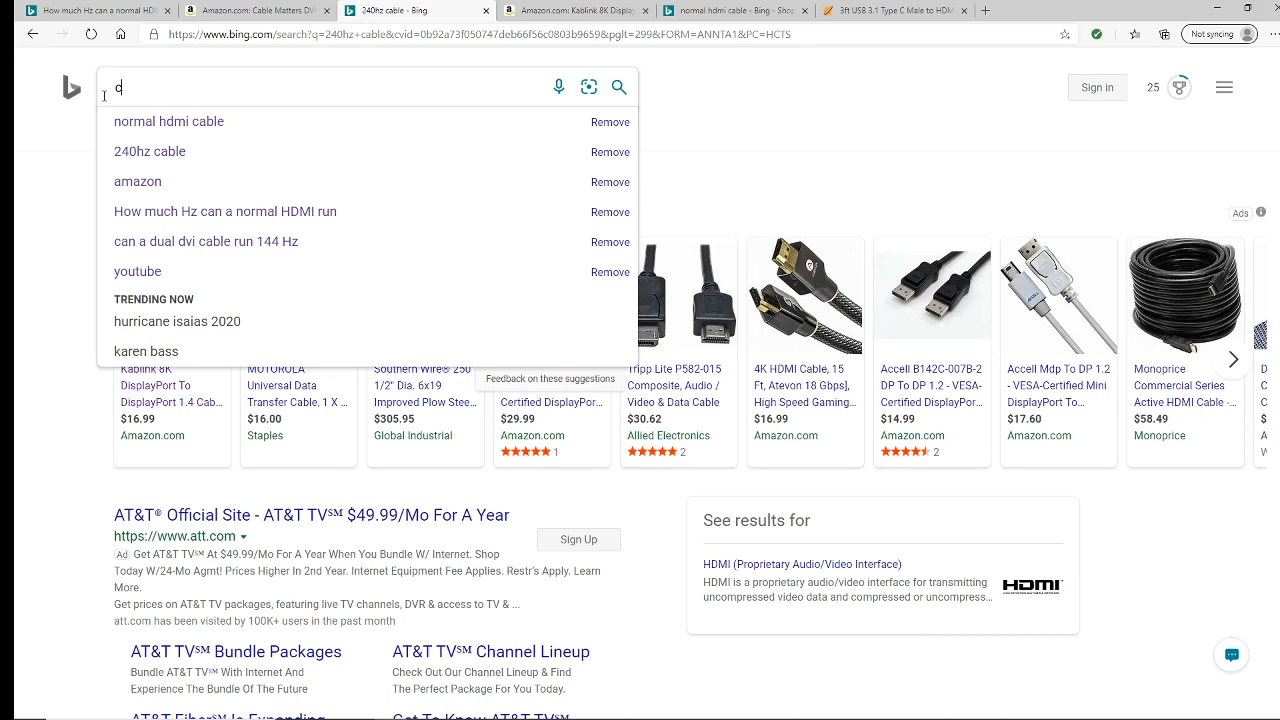 How much Hz can a normal HDMI
Amazon.com: Cable Matters DVI
240hz cable - Bing
Amazon.com: Kablink 8K Display
normal hdmi cable - Bing - Shop
3ft USB 3.1 Type C Male to HDM
https://www.bing.com/search?q=240hz+cable&cvid=0b92a73f050747deb66f56c0803b9659&pglt=299&FORM=ANNTA1&PC=HCTS
Not syncing
Sign in
25
normal hdmi cable Remove
240hz cable Remove
amazon Remove
How much Hz can a normal HDMI run Remove
can a dual dvi cable run 144 Hz Remove
youtube Remove
TRENDING NOW
hurricane isaias 2020
karen bass
Feedback on these suggestions
Ads
Kablink 8K
DisplayPort To
DisplayPort 1.4 Cab...
$16.99
Amazon.com
MOTOROLA
Universal Data
Transfer Cable, 1 X ...
$16.00
Staples
Southern Wire® 250
1/2" Dia. 6x19
Improved Plow Stee...
$305.95
Global Industrial
Certified DisplayPor...
$29.99
Amazon.com
1
Tripp Lite P582-015
Composite, Audio /
Video & Data Cable
$30.62
Allied Electronics
2
4K HDMI Cable, 15
Ft, Atevon 18 Gbps],
High Speed Gaming...
$16.99
Amazon.com
Accell B142C-007B-2
DP To DP 1.2 - VESA-
Certified DisplayPor...
$14.99
Amazon.com
2
Accell Mdp To DP 1.2
- VESA-Certified Mini
DisplayPort To...
$17.60
Amazon.com
Monoprice
Commercial Series
Active HDMI Cable -...
$58.49
Monoprice
AT&T® Official Site - AT&T TV℠ $49.99/Mo For A Year
https://www.att.com
Ad Get AT&T TV℠ At $49.99/Mo For A Year When You Bundle W/ Internet. Shop
Today W/24-Mo Agmt! Prices Higher In 2nd Year. Internet Equipment Fee Applies. Restr's Apply. Learn
More.
Get prices on AT&T TV packages, featuring live TV channels, DVR & access to TV & ...
att.com has been visited by 100K+ users in the past month
Sign Up
AT&T TV℠ Bundle Packages
Bundle AT&T TV℠ With Internet And
Experience The Bundle Of The Future
AT&T TV℠ Channel Lineup
Check Out Our Channel Lineup & Find
The Perfect Package For You Today.
AT&T Fiber℠ Is Expanding
Get To Know AT&T TV℠
See results for
HDMI (Proprietary Audio/Video Interface)
HDMI is a proprietary audio/video interface for transmitting
uncompressed video data and compressed or uncompress...
HDMI